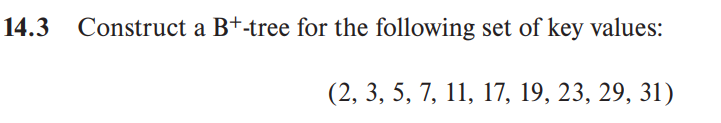 14.3 Construct a B+-tree for the following set of key values:
(2, 3, 5, 7, 11, 17, 19, 23, 29, 31)